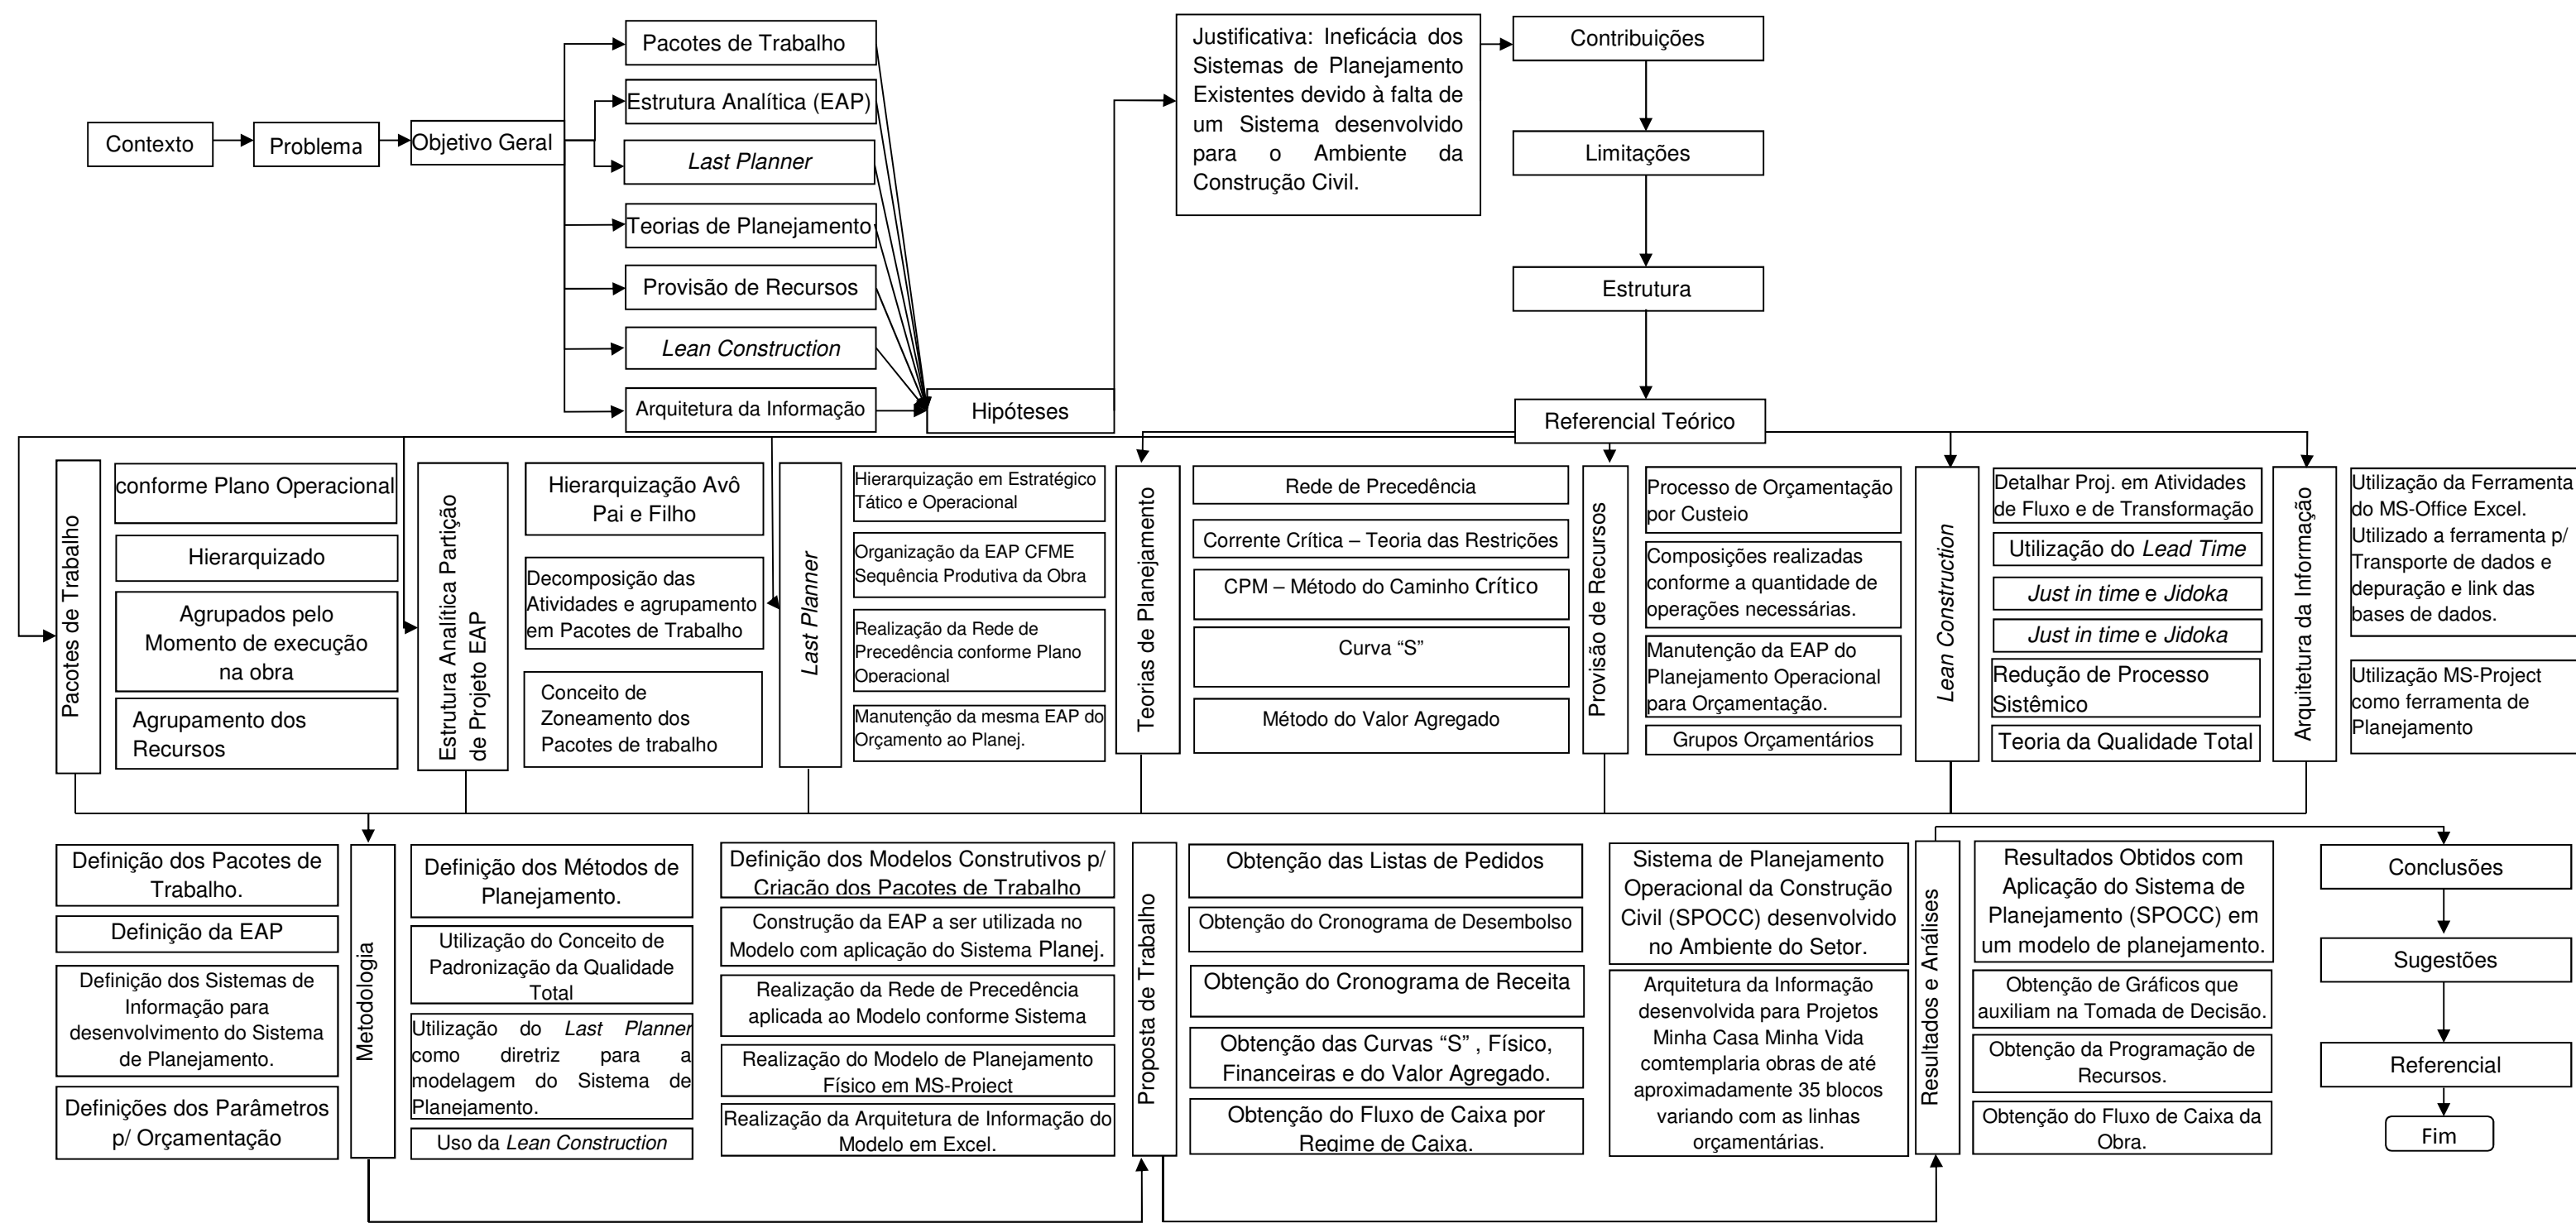 Contexto
Problema
Objetivo Geral
Pacotes de Trabalho
Estrutura Analítica (EAP)
Last Planner
Teorias de Planejamento
Provisão de Recursos
Lean Construction
Arquitetura da Informação
Hipóteses
Justificativa: Ineficácia dos
Sistemas de Planejamento
Existentes devido à falta de
um Sistema desenvolvido
para o Ambiente da
Construção Civil.
Contribuições
Limitações
Estrutura
Referencial Teórico
Pacotes de Trabalho
conforme Plano Operacional
Hierarquizado
Agrupados pelo
Momento de execução
na obra
Agrupamento dos
Recursos
Estrutura Analítica Partição
de Projeto EAP
Hierarquização Avô
Pai e Filho
Decomposição das
Atividades e agrupamento
em Pacotes de Trabalho
Conceito de
Zoneamento dos
Pacotes de trabalho
Last Planner
Hierarquização em Estratégico
Tático e Operacional
Organização da EAP CFME
Sequência Produtiva da Obra
Realização da Rede de
Precedência conforme Plano
Operacional
Manutenção da mesma EAP do
Orçamento ao Planej.
Teorias de Planejamento
Rede de Precedência
Corrente Crítica – Teoria das Restrições
CPM – Método do Caminho Crítico
Curva “S”
Método do Valor Agregado
Provisão de Recursos
Processo de Orçamentação
por Custeio
Composições realizadas
conforme a quantidade de
operações necessárias.
Manutenção da EAP do
Planejamento Operacional
para Orçamentação.
Grupos Orçamentários
Lean Construction
Detalhar Proj. em Atividades
de Fluxo e de Transformação
Utilização do Lead Time
Just in time e Jidoka
Just in time e Jidoka
Redução de Processo
Sistêmico
Teoria da Qualidade Total
Arquitetura da Informação
Utilização da Ferramenta
do MS-Office Excel.
Utilizado a ferramenta p/
Transporte de dados e
depuração e link das
bases de dados.
Utilização MS-Project
como ferramenta de
Planejamento
Definição dos Pacotes de
Trabalho.
Definição da EAP
Definição dos Sistemas de
Informação para
desenvolvimento do Sistema
de Planejamento.
Definições dos Parâmetros
p/ Orçamentação
Metodologia
Definição dos Métodos de
Planejamento.
Utilização do Conceito de
Padronização da Qualidade
Total
Utilização do Last Planner
como diretriz para a
modelagem do Sistema de
Planejamento.
Uso da Lean Construction
Definição dos Modelos Construtivos p/
Criação dos Pacotes de Trabalho
Construção da EAP a ser utilizada no
Modelo com aplicação do Sistema Planej.
Realização da Rede de Precedência
aplicada ao Modelo conforme Sistema
Realização do Modelo de Planejamento
Físico em MS-Project
Realização da Arquitetura de Informação do
Modelo em Excel.
Proposta de Trabalho
Obtenção das Listas de Pedidos
Obtenção do Cronograma de Desembolso
Obtenção do Cronograma de Receita
Obtenção das Curvas “S” , Físico,
Financeiras e do Valor Agregado.
Obtenção do Fluxo de Caixa por
Regime de Caixa.
Sistema de Planejamento
Operacional da Construção
Civil (SPOCC) desenvolvido
no Ambiente do Setor.
Arquitetura da Informação
desenvolvida para Projetos
Minha Casa Minha Vida
comtemplaria obras de até
aproximadamente 35 blocos
variando com as linhas
orçamentárias.
Resultados e Análises
Resultados Obtidos com
Aplicação do Sistema de
Planejamento (SPOCC) em
um modelo de planejamento.
Obtenção de Gráficos que
auxiliam na Tomada de Decisão.
Obtenção da Programação de
Recursos.
Obtenção do Fluxo de Caixa da
Obra.
Conclusões
Sugestões
Referencial
Fim